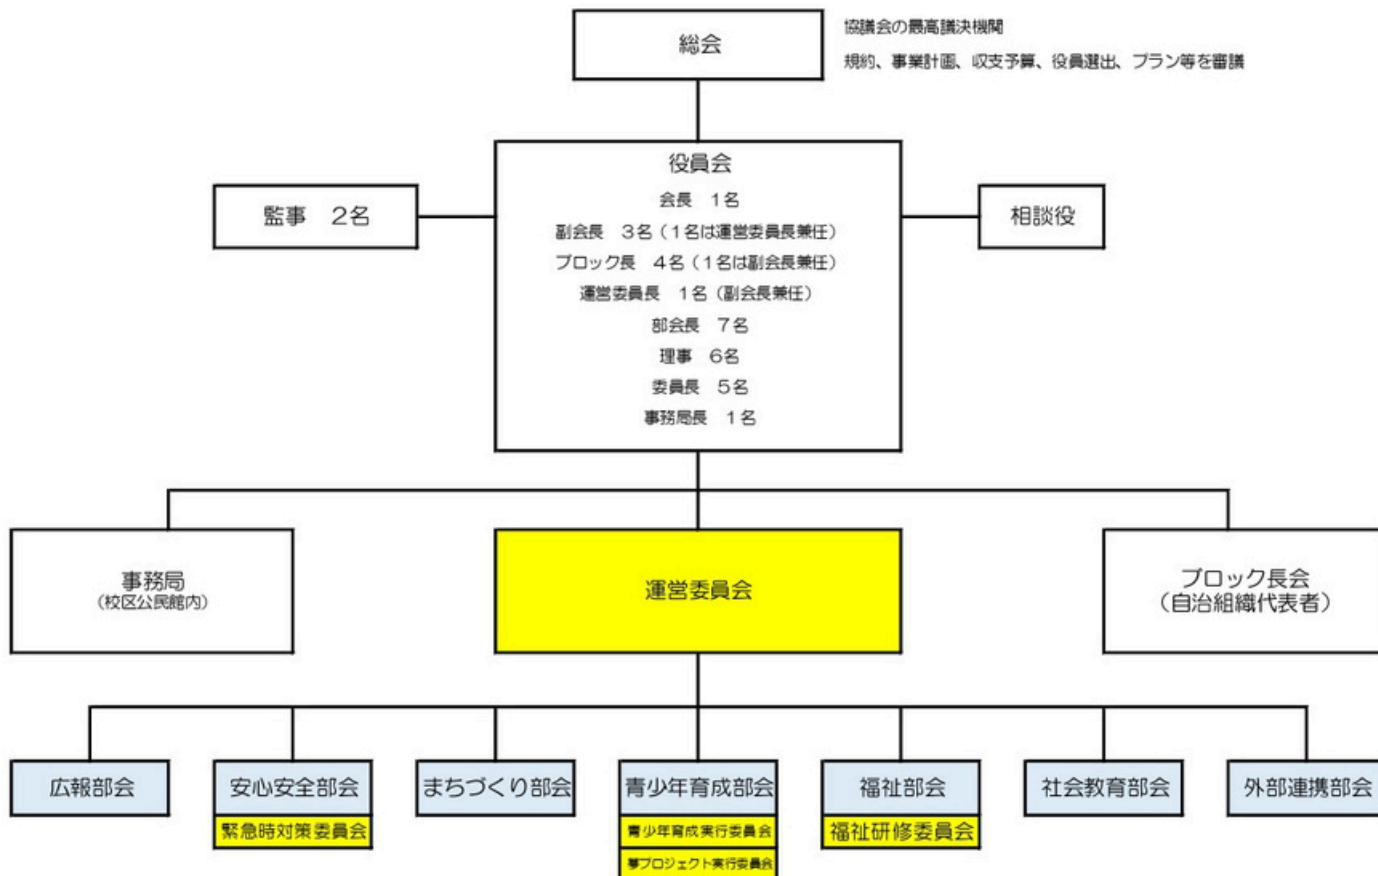 総会
協議会の最高議決機関
規約、事業計画、収支予算、役員選出、プラン等を審議
役員会
会長　1名
副会長　3名（1名は運営委員長兼任）
ブロック長　4名（1名は副会長兼任）
運営委員長　1名（副会長兼任）
部会長　7名
理事　6名
委員長　5名
事務局長　1名
監事　2名
相談役
事務局
（校区公民館内）
運営委員会
ブロック長会
（自治組織代表者）
広報部会
安心安全部会
緊急時対策委員会
まちづくり部会
青少年育成部会
青少年育成実行委員会
夢プロジェクト実行委員会
福祉部会
福祉研修委員会
社会教育部会
外部連携部会